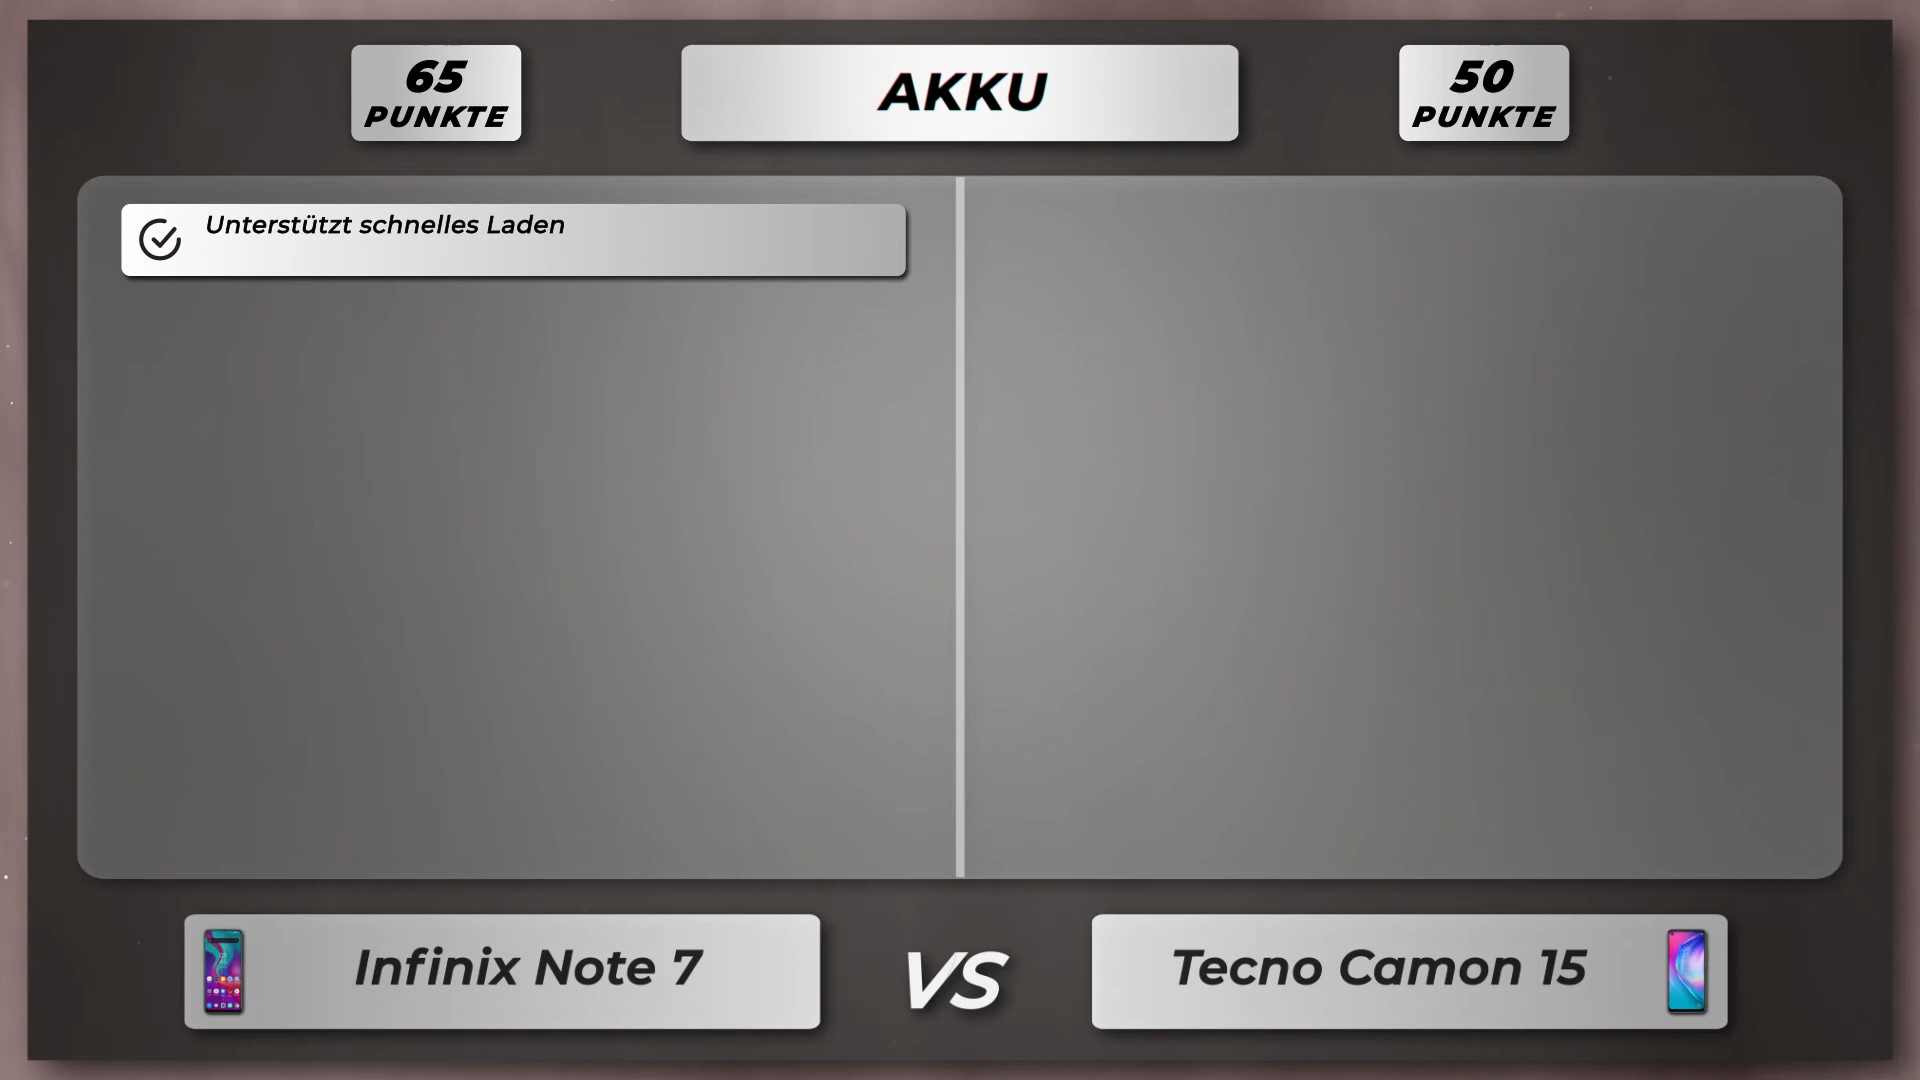 65
PUNKTE
AKKU
50
PUNKTE
Unterstützt schnelles Laden
Infinix Note 7
VS
Tecno Camon 15